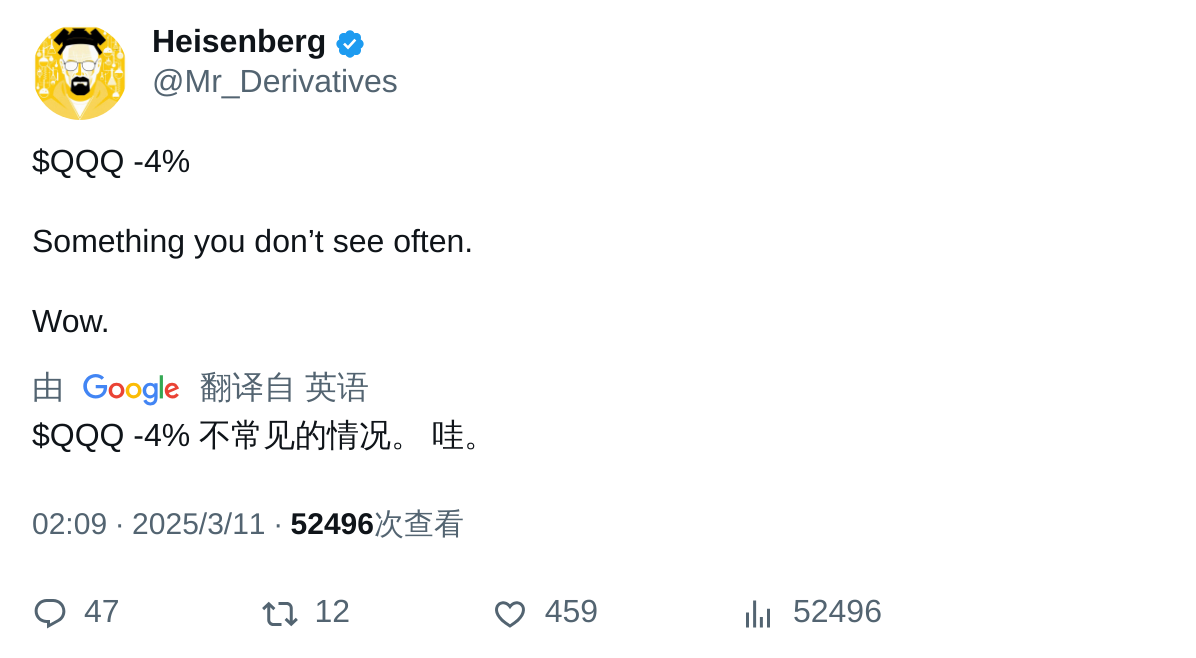 Heisenberg
@Mr_Derivatives
$QQQ -4%
Something you don’t see often.
Wow.
由 Google 翻译自 英语
$QQQ -4% 不常见的情况。 哇。
02:09 · 2025/3/11 · 52496次查看
47 12 459 52496